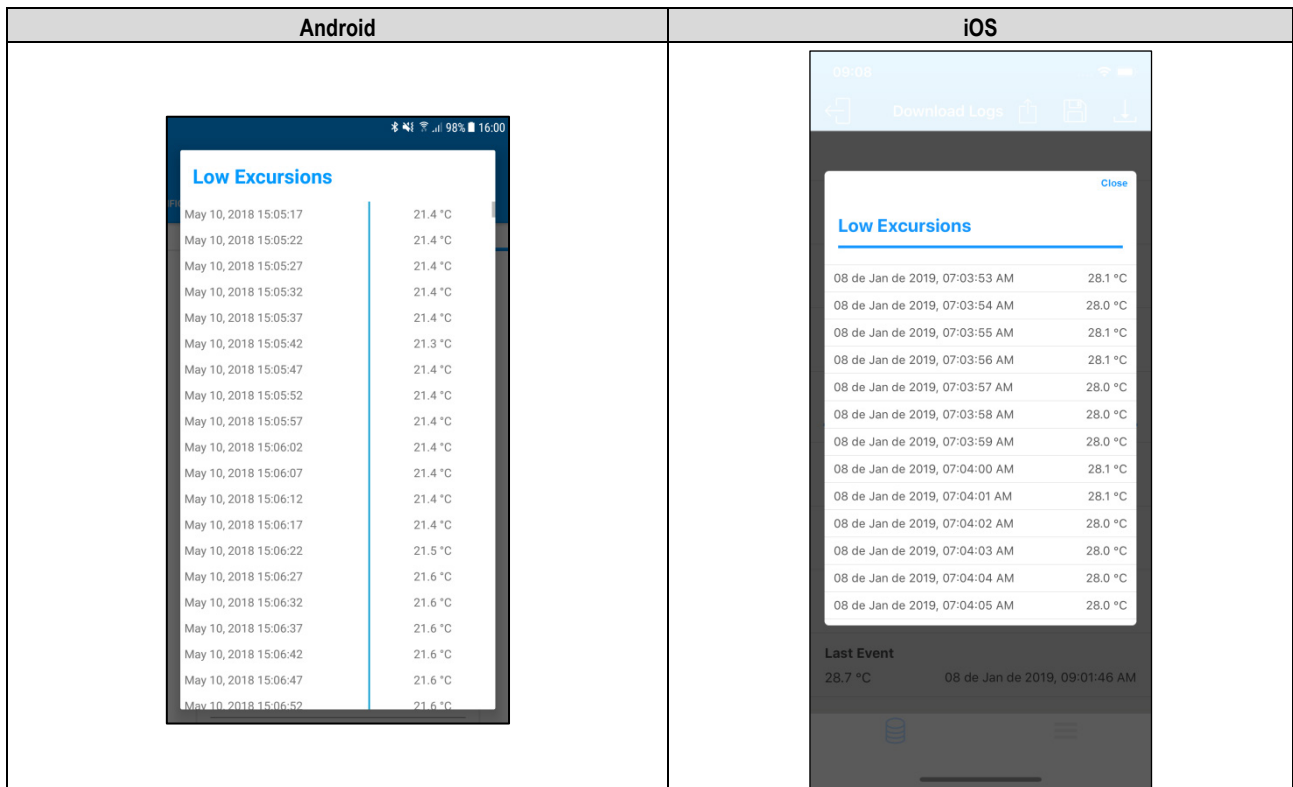 Android
iOS
98% 16:00
Low Excursions
May 10, 2018 15:05:17 21.4 °C
May 10, 2018 15:05:22 21.4 °C
May 10, 2018 15:05:27 21.4 °C
May 10, 2018 15:05:32 21.4 °C
May 10, 2018 15:05:37 21.4 °C
May 10, 2018 15:05:42 21.3 °C
May 10, 2018 15:05:47 21.4 °C
May 10, 2018 15:05:52 21.4 °C
May 10, 2018 15:05:57 21.4 °C
May 10, 2018 15:06:02 21.4 °C
May 10, 2018 15:06:07 21.4 °C
May 10, 2018 15:06:12 21.4 °C
May 10, 2018 15:06:17 21.4 °C
May 10, 2018 15:06:22 21.5 °C
May 10, 2018 15:06:27 21.6 °C
May 10, 2018 15:06:32 21.6 °C
May 10, 2018 15:06:37 21.6 °C
May 10, 2018 15:06:42 21.6 °C
May 10, 2018 15:06:47 21.6 °C
May 10, 2018 15:06:52 21.6 °C
09:08
Download Logs
Close
Low Excursions
08 de Jan de 2019, 07:03:53 AM 28.1 °C
08 de Jan de 2019, 07:03:54 AM 28.0 °C
08 de Jan de 2019, 07:03:55 AM 28.1 °C
08 de Jan de 2019, 07:03:56 AM 28.1 °C
08 de Jan de 2019, 07:03:57 AM 28.0 °C
08 de Jan de 2019, 07:03:58 AM 28.0 °C
08 de Jan de 2019, 07:03:59 AM 28.0 °C
08 de Jan de 2019, 07:04:00 AM 28.1 °C
08 de Jan de 2019, 07:04:01 AM 28.1 °C
08 de Jan de 2019, 07:04:02 AM 28.0 °C
08 de Jan de 2019, 07:04:03 AM 28.0 °C
08 de Jan de 2019, 07:04:04 AM 28.0 °C
08 de Jan de 2019, 07:04:05 AM 28.0 °C
Last Event
28.7 °C 08 de Jan de 2019, 09:01:46 AM